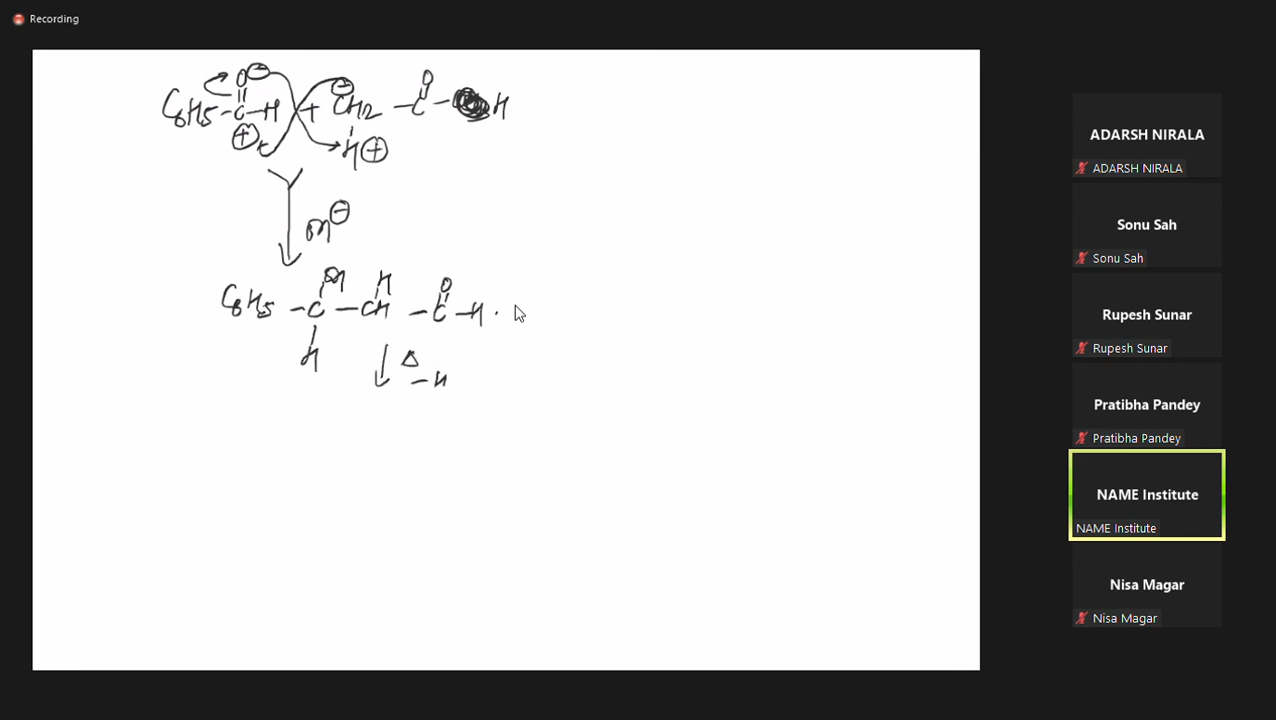 Recording
O⊖ ⊖ O
C6H5-C-H + CH2 -C- H
⊕ H⊕
OH⊖
OH H O
C6H5 -C -CH -C-H .
H
Δ
-H
ADARSH NIRALA
ADARSH NIRALA
Sonu Sah
Sonu Sah
Rupesh Sunar
Rupesh Sunar
Pratibha Pandey
Pratibha Pandey
NAME Institute
NAME Institute
Nisa Magar
Nisa Magar